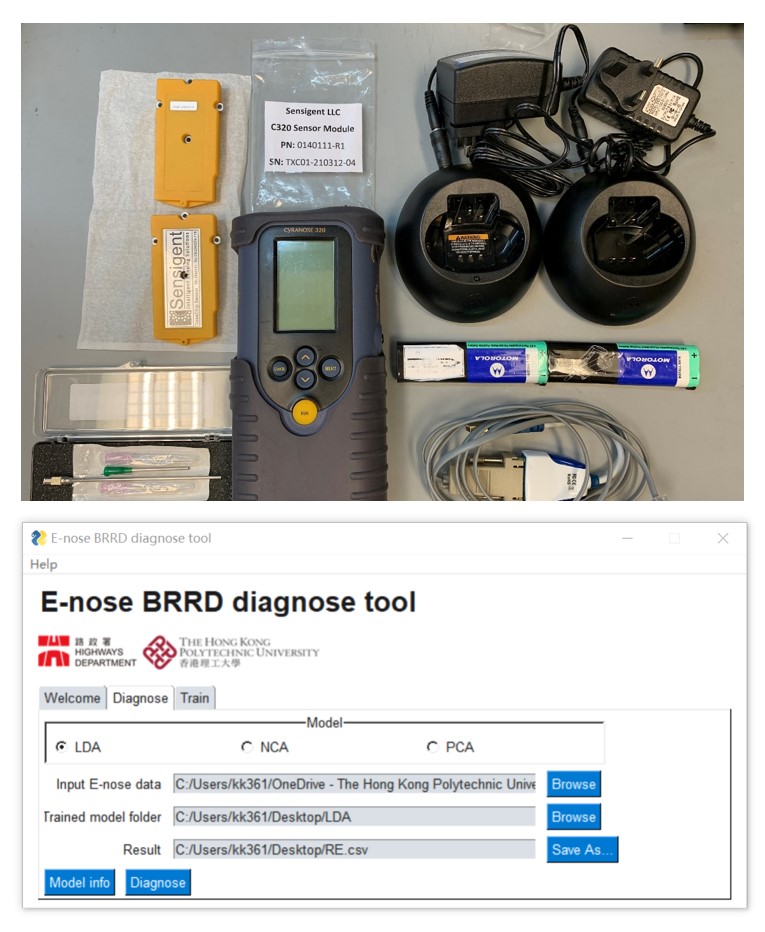 Sensigent LLC
C320 Sensor Module
PN: 0140111-R1
SN: TXC01-210312-04
Sensigent
CYRANOSE 320
SELECT
RUN
WARNING
MOTOROLA
MOTOROLA
E-nose BRRD diagnose tool
Help
E-nose BRRD diagnose tool
路政署
HIGHWAYS
DEPARTMENT
THE HONG KONG
POLYTECHNIC UNIVERSITY
香港理工大學
Welcome
Diagnose
Train
Model
LDA
NCA
PCA
Input E-nose data
C:/Users/kk361/OneDrive - The Hong Kong Polytechnic Unive
Browse
Trained model folder
C:/Users/kk361/Desktop/LDA
Browse
Result
C:/Users/kk361/Desktop/RE.csv
Save As...
Model info
Diagnose